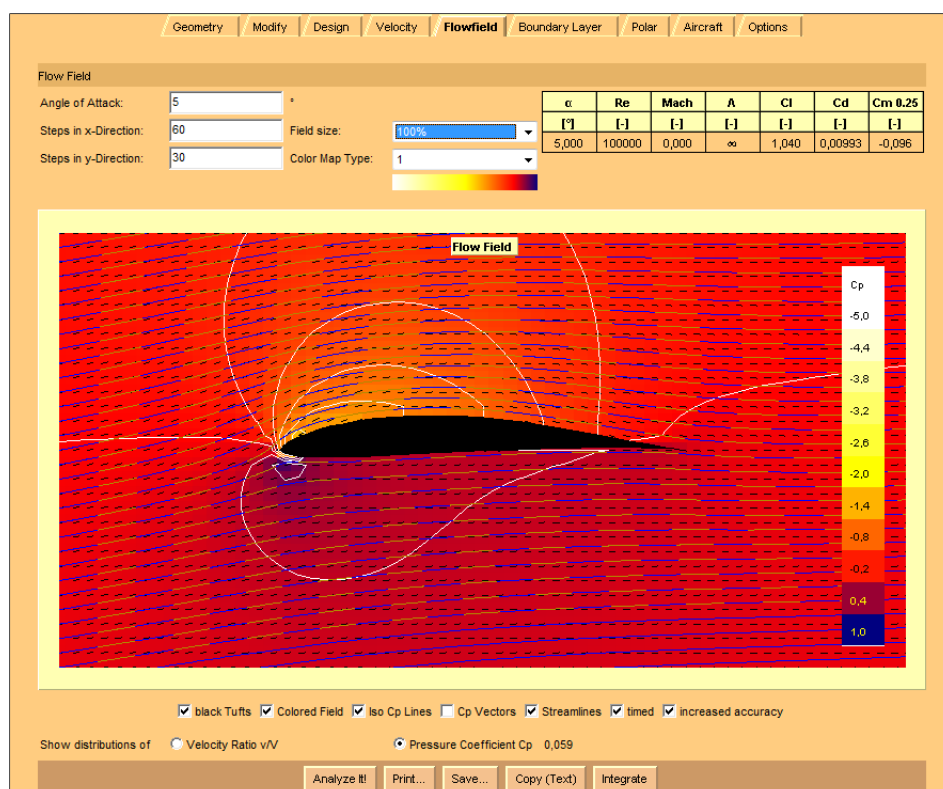 Geometry Modify Design Velocity Flowfield Boundary Layer Polar Aircraft Options
Flow Field
Angle of Attack: 5 °
Steps in x-Direction: 60 Field size: 100%
Steps in y-Direction: 30 Color Map Type: 1
α Re Mach Λ Cl Cd Cm 0.25
[°] [-] [-] [-] [-] [-] [-]
5,000 100000 0,000 ∞ 1,040 0,00993 -0,096
Flow Field
Cp
-5,0
-4,4
-3,8
-3,2
-2,6
-2,0
-1,4
-0,8
-0,2
0,4
1,0
black Tufts Colored Field Iso Cp Lines Cp Vectors Streamlines timed increased accuracy
Show distributions of Velocity Ratio v/V Pressure Coefficient Cp 0,059
Analyze It! Print... Save... Copy (Text) Integrate